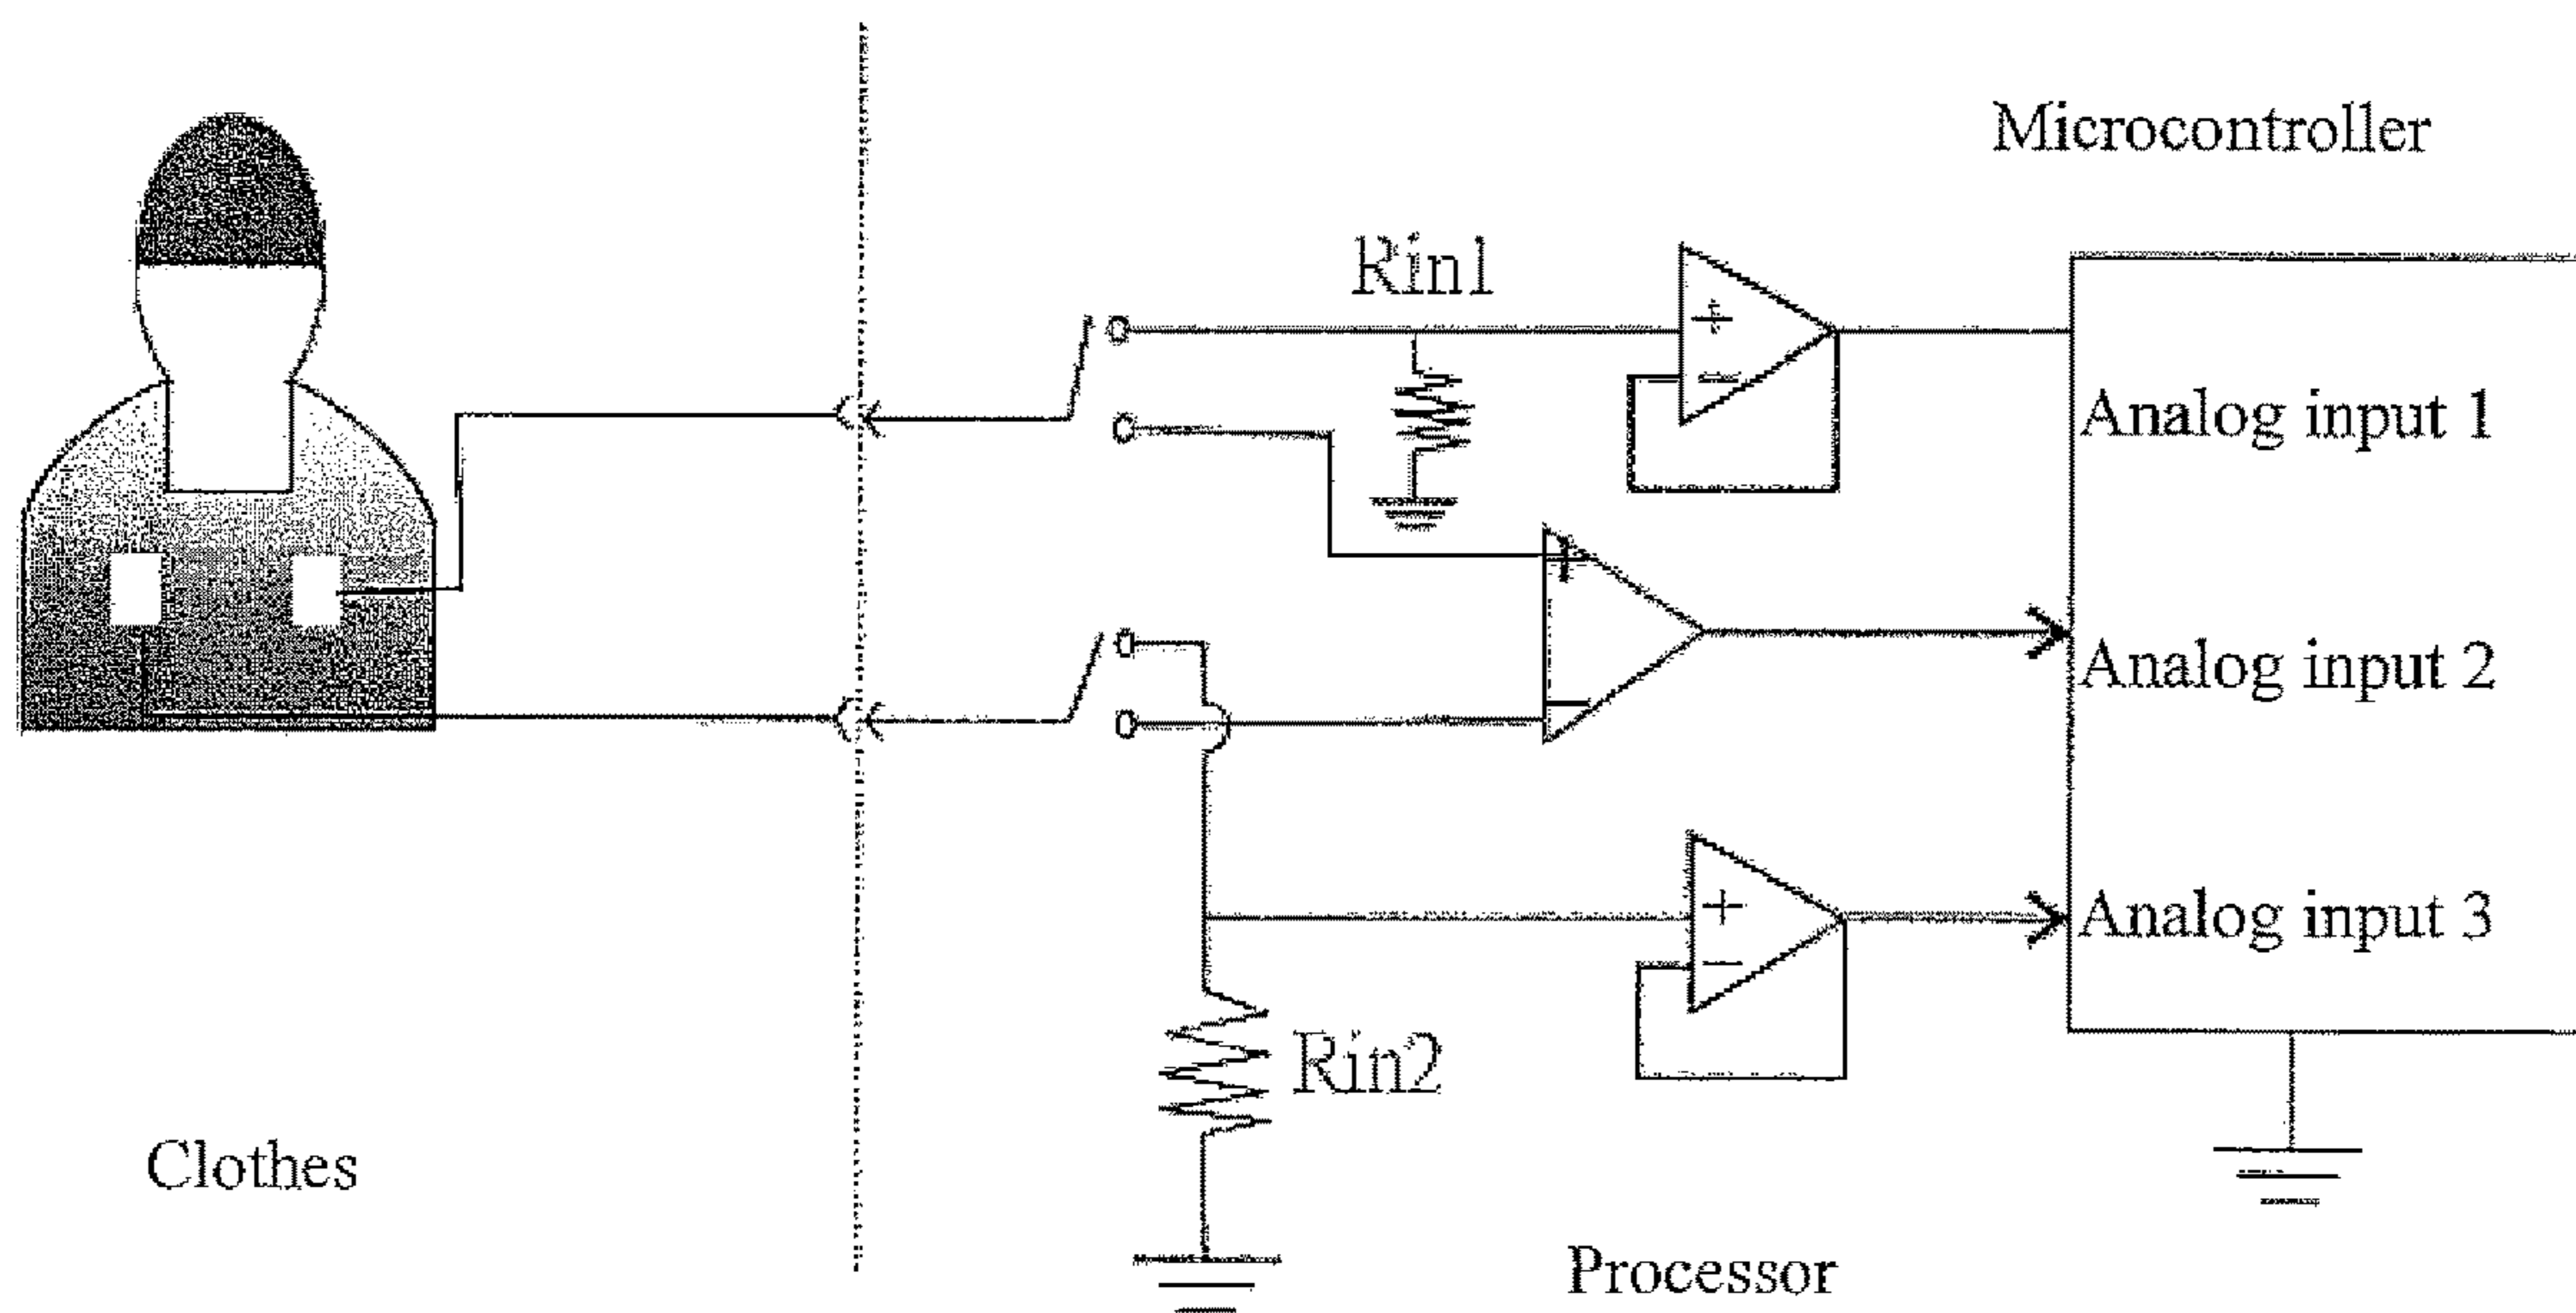 Microcontroller
Rin1
Analog input 1
Analog input 2
Analog input 3
Rin2
Clothes
Processor